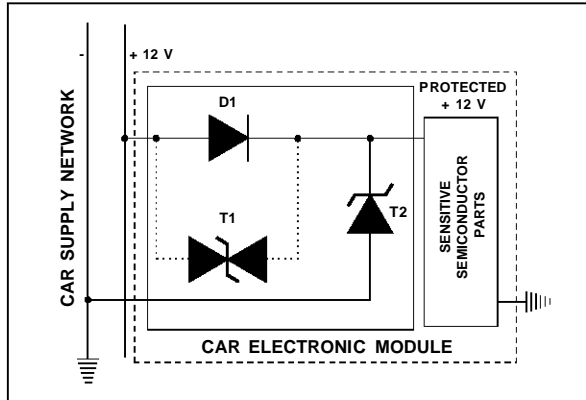 -
+ 12 V
PROTECTED
+ 12 V
D1
T1
T2
CAR SUPPLY NETWORK
SENSITIVE
SEMICONDUCTOR
PARTS
CAR ELECTRONIC MODULE